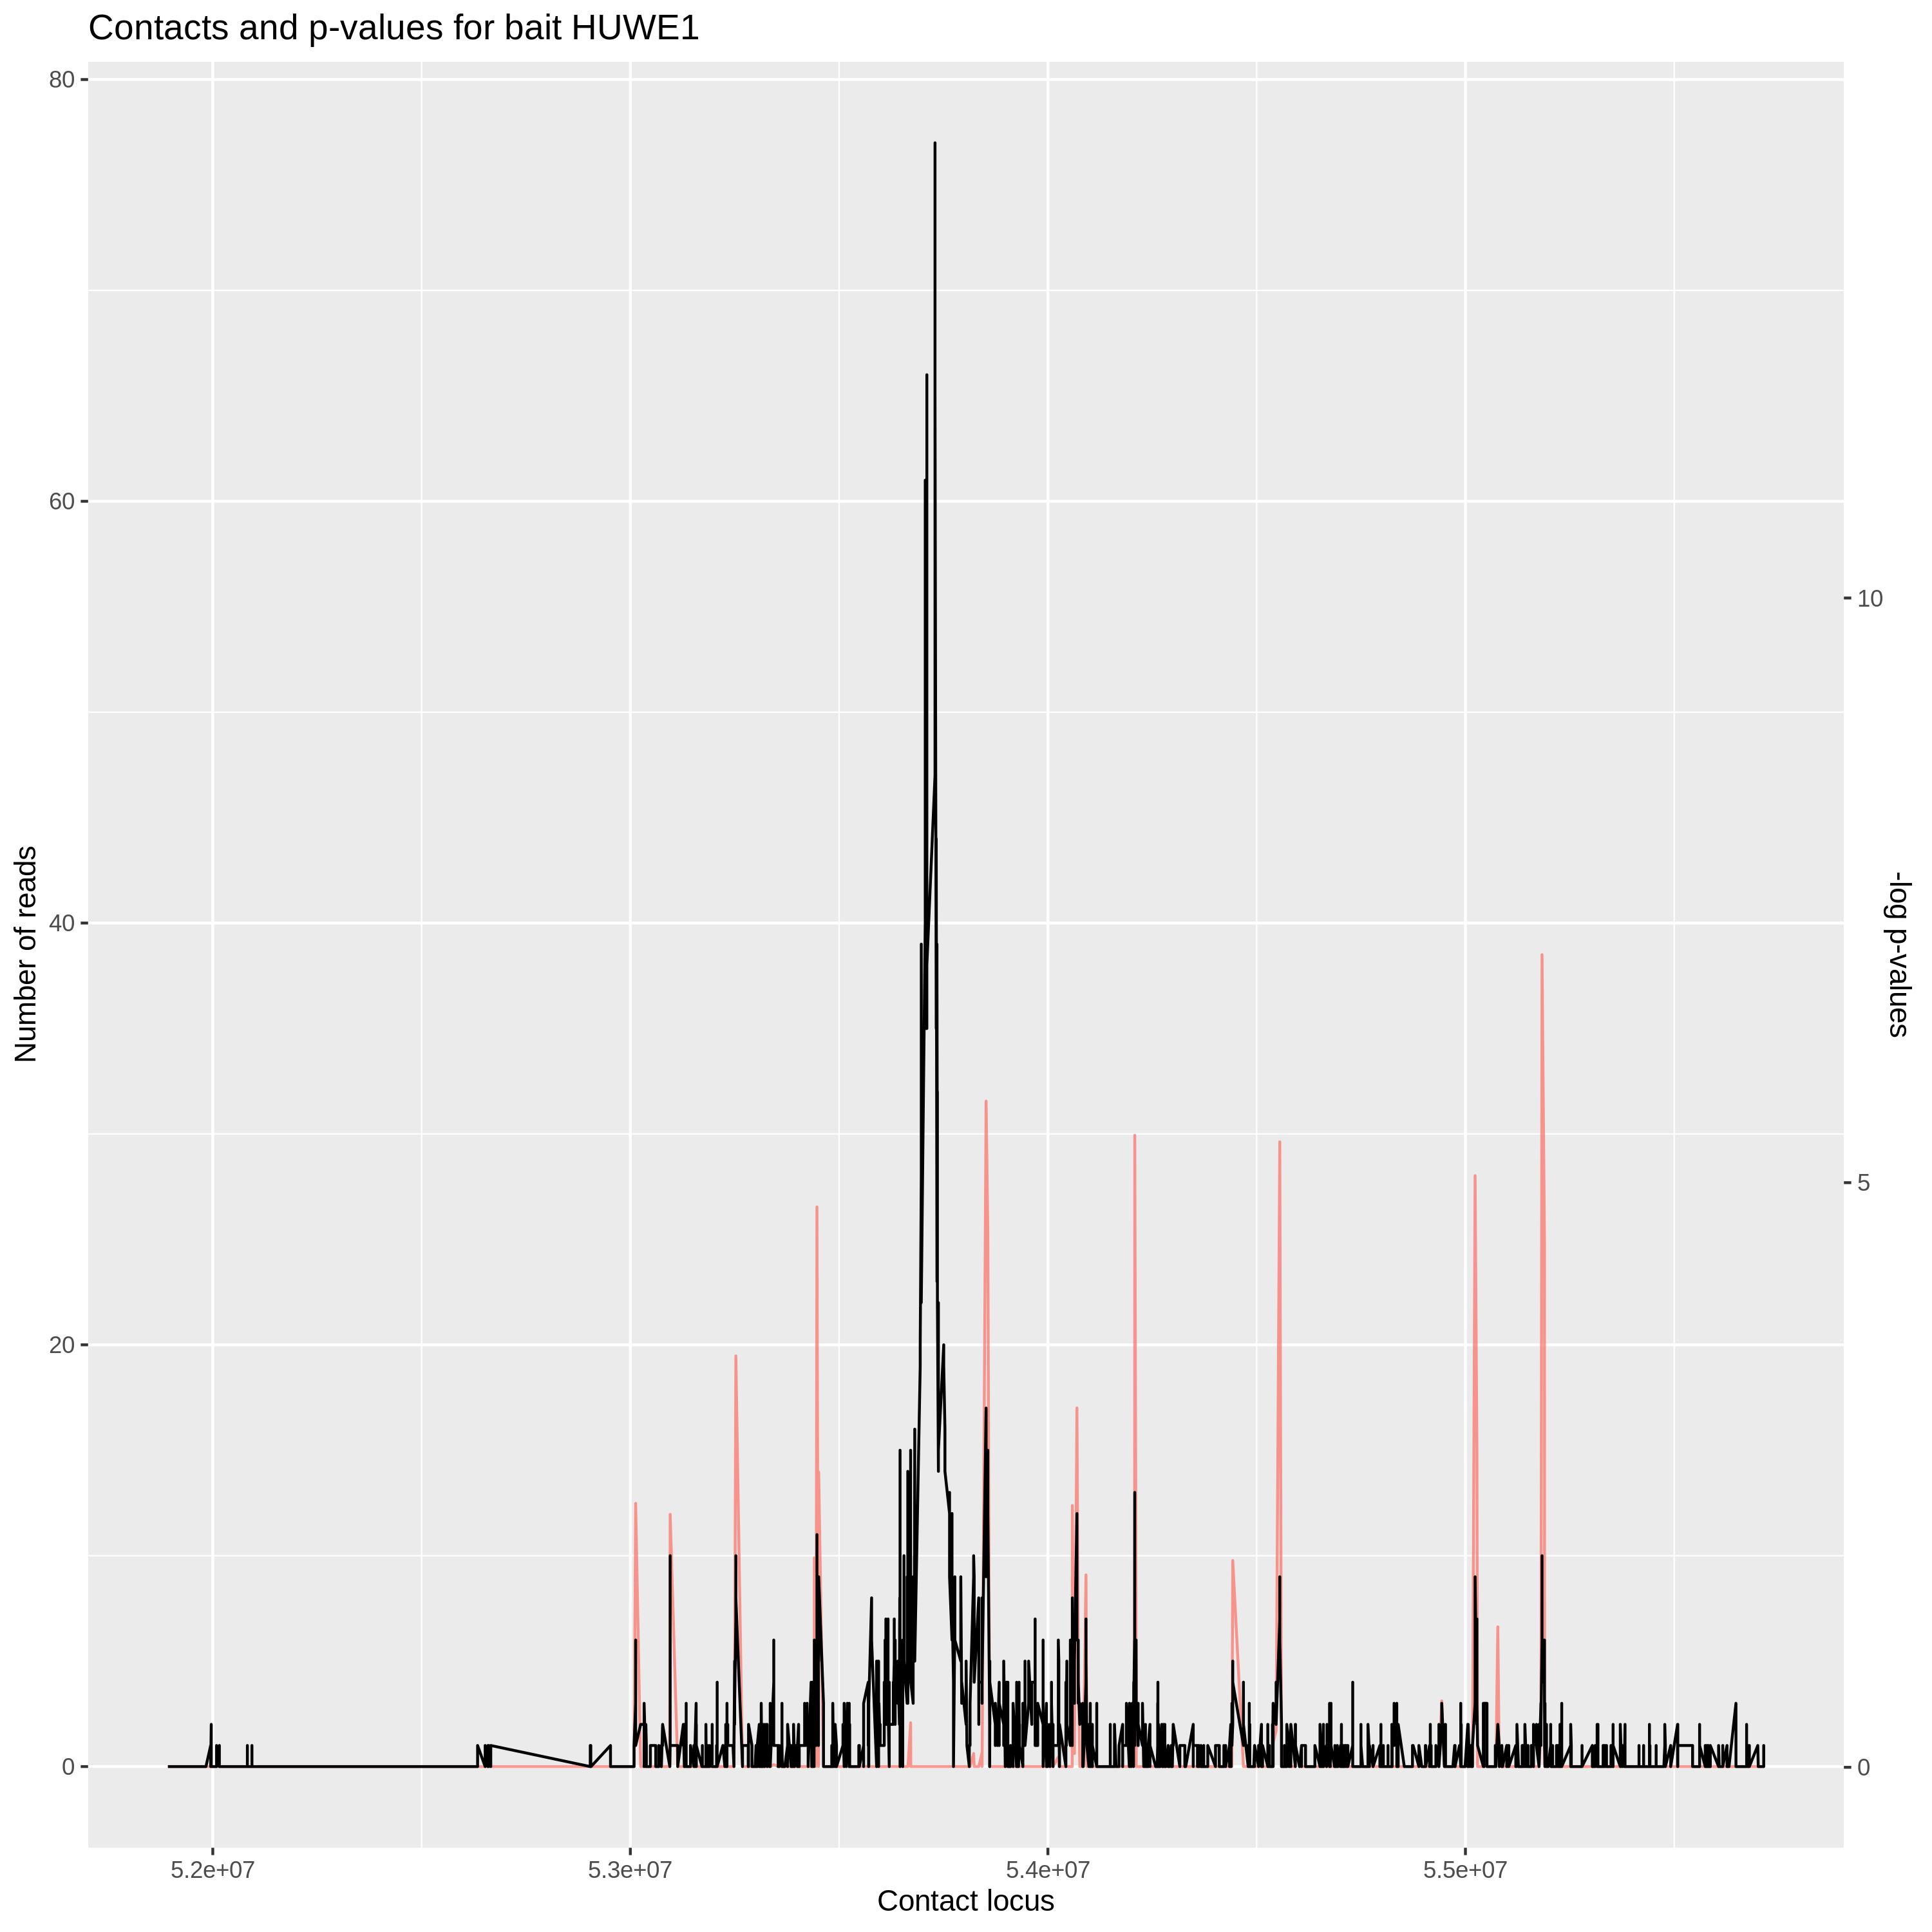 Contacts and p-values for bait HUWE1
80
60
40
20
0
Number of reads
10
5
0
-log p-values
5.2e+07 5.3e+07 5.4e+07 5.5e+07
Contact locus